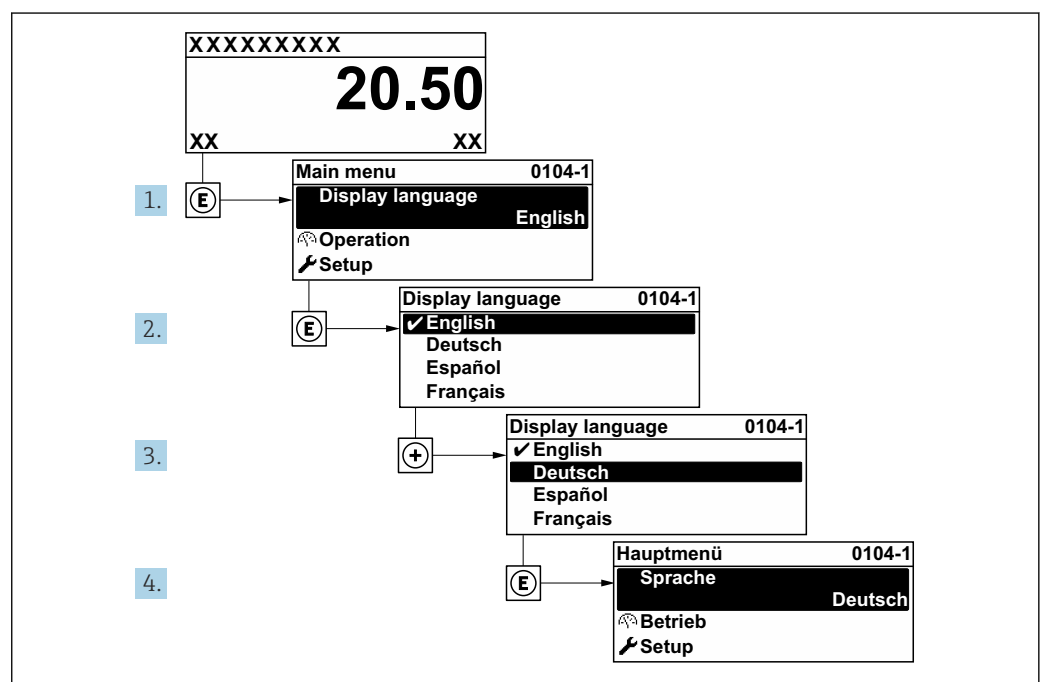 XXXXXXXXX
20.50
XX XX
1. E Main menu 0104-1
Display language
English
Operation
Setup
2. E Display language 0104-1
✔English
Deutsch
Español
Français
3. + Display language 0104-1
✔English
Deutsch
Español
Français
4. E Hauptmenü 0104-1
Sprache
Deutsch
Betrieb
Setup